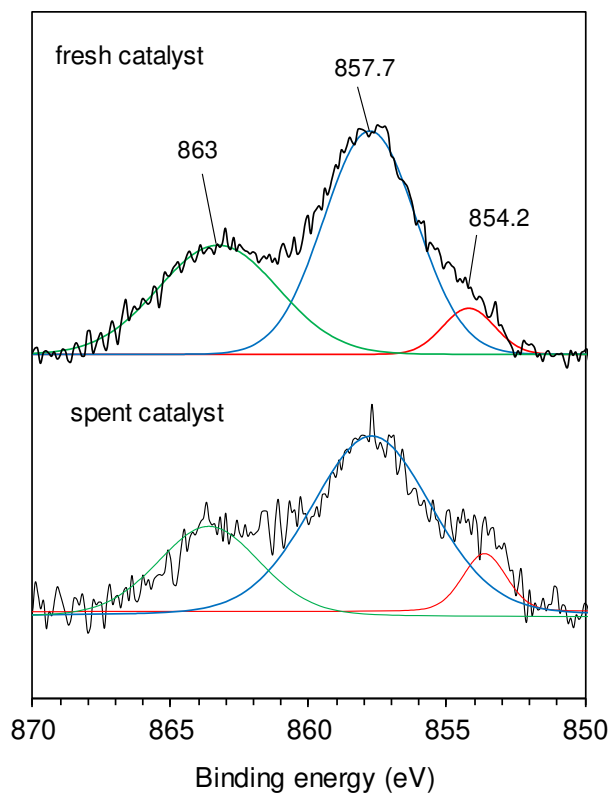 fresh catalyst
857.7
863
854.2
spent catalyst
870 865 860 855 850
Binding energy (eV)